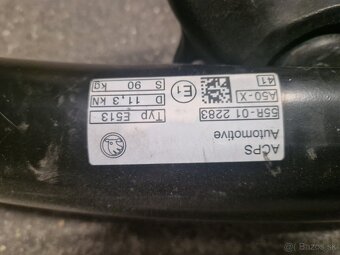 ACPS
Automotive
55R-01 2283
A50-X
41
Typ E513
D 11,3 kN
S 90 kg
E1
Bazos.sk